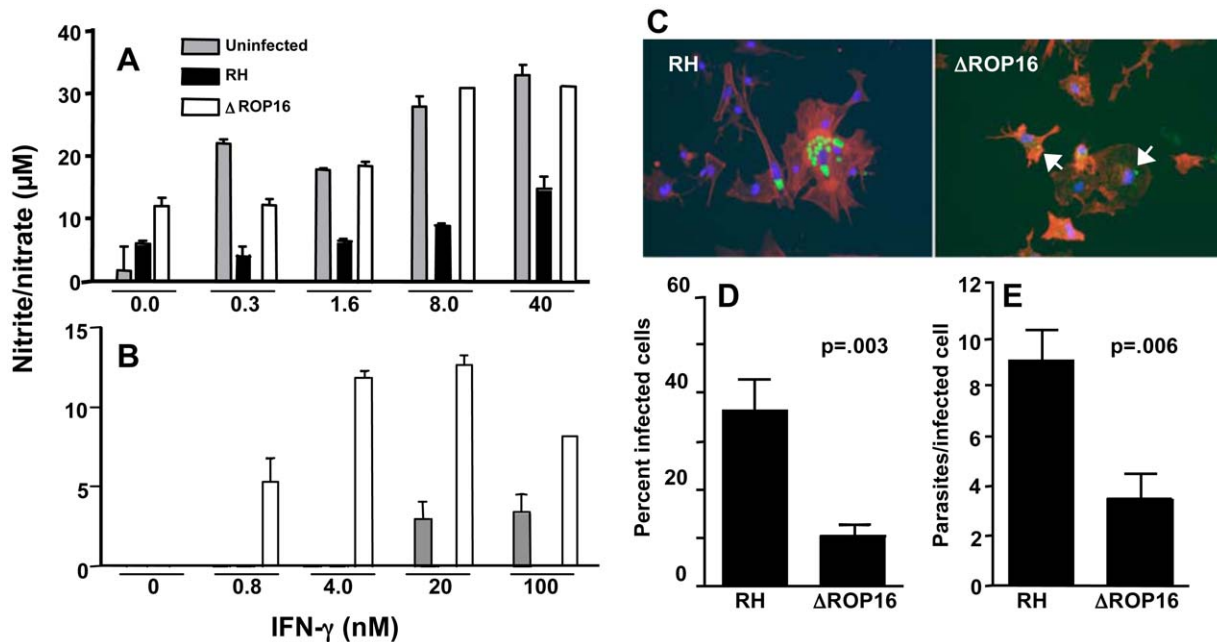 A
Uninfected
RH
Δ ROP16
40
30
20
10
0
0.0 0.3 1.6 8.0 40
Nitrite/nitrate (μM)
B
15
10
5
0
0 0.8 4.0 20 100
IFN-γ (nM)
C
RH
ΔROP16
D
p=.003
60
40
20
0
Percent infected cells
RH ΔROP16
E
p=.006
12
10
8
6
4
2
0
Parasites/infected cell
RH ΔROP16